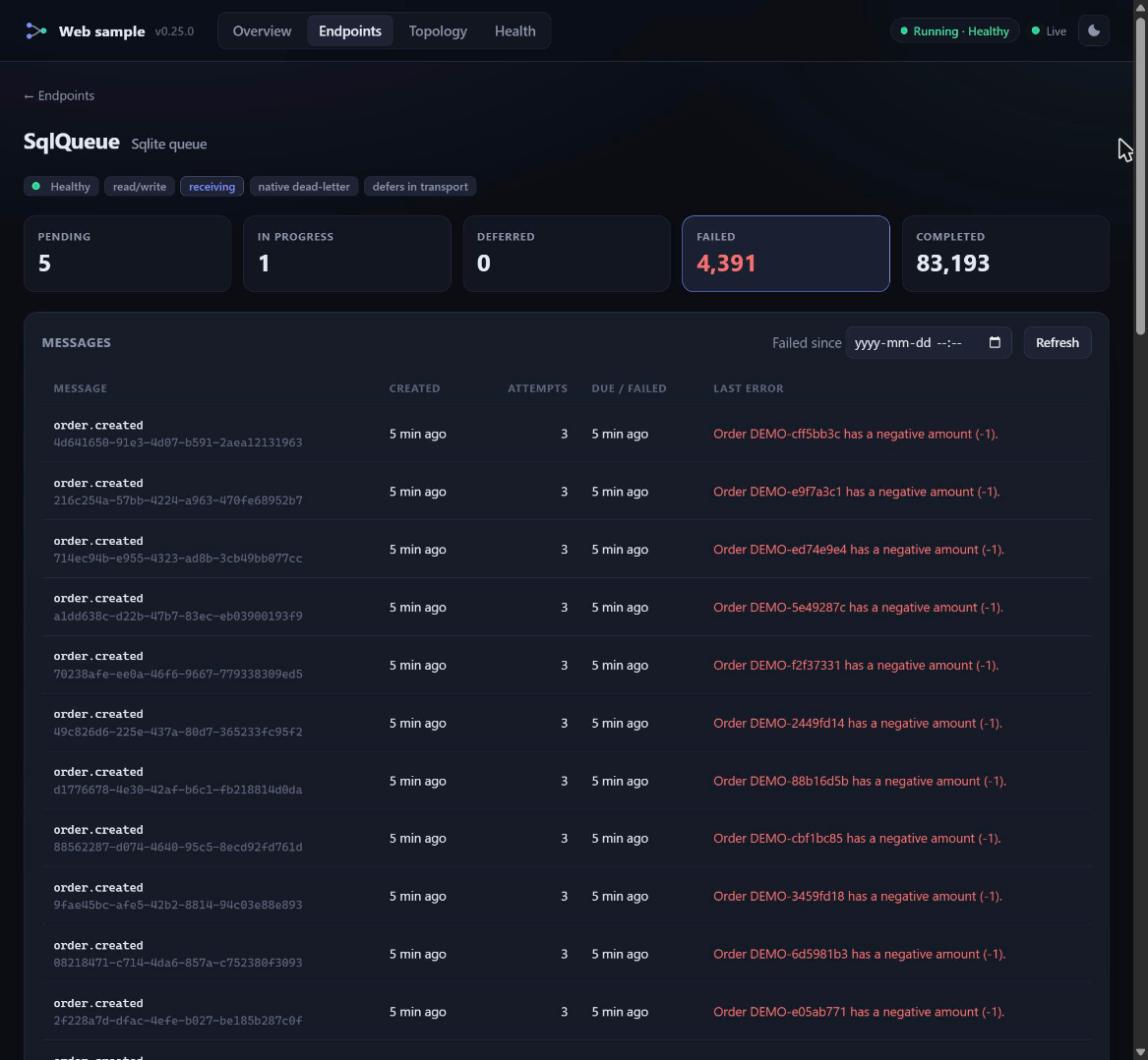 Web sample v0.25.0 Overview Endpoints Topology Health Running · Healthy Live
← Endpoints
SqlQueue Sqlite queue
Healthy read/write receiving native dead-letter defers in transport
PENDING IN PROGRESS DEFERRED FAILED COMPLETED
5 1 0 4,391 83,193
MESSAGES Failed since yyyy-mm-dd --:-- Refresh
MESSAGE CREATED ATTEMPTS DUE / FAILED LAST ERROR
order.created
4d641650-91e3-4d07-b591-2aea12131963 5 min ago 3 5 min ago Order DEMO-cff5bb3c has a negative amount (-1).
order.created
216c254a-57bb-4224-a963-470fe68952b7 5 min ago 3 5 min ago Order DEMO-e9f7a3c1 has a negative amount (-1).
order.created
714ec94b-e955-4323-ad8b-3cb49bb077cc 5 min ago 3 5 min ago Order DEMO-ed74e9e4 has a negative amount (-1).
order.created
a1dd638c-d22b-47b7-83ec-eb03900193f9 5 min ago 3 5 min ago Order DEMO-5e49287c has a negative amount (-1).
order.created
70238afe-ee0a-46f6-9667-779338309ed5 5 min ago 3 5 min ago Order DEMO-f2f37331 has a negative amount (-1).
order.created
49c826d6-225e-437a-80d7-365233fc95f2 5 min ago 3 5 min ago Order DEMO-2449fd14 has a negative amount (-1).
order.created
d1776678-4e30-42af-b6c1-fb218814d0da 5 min ago 3 5 min ago Order DEMO-88b16d5b has a negative amount (-1).
order.created
88562287-d074-4640-95c5-8ecd92fd761d 5 min ago 3 5 min ago Order DEMO-cbf1bc85 has a negative amount (-1).
order.created
9fae45bc-afe5-42b2-8814-94c03e88e893 5 min ago 3 5 min ago Order DEMO-3459fd18 has a negative amount (-1).
order.created
08218471-c714-4da6-857a-c752380f3093 5 min ago 3 5 min ago Order DEMO-6d5981b3 has a negative amount (-1).
order.created
2f228a7d-dfac-4efe-b027-be185b287c0f 5 min ago 3 5 min ago Order DEMO-e05ab771 has a negative amount (-1).